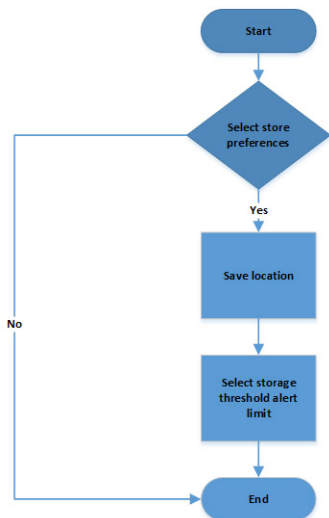 Start
Select store
preferences
Yes
Save location
No
Select storage
threshold alert
limit
End